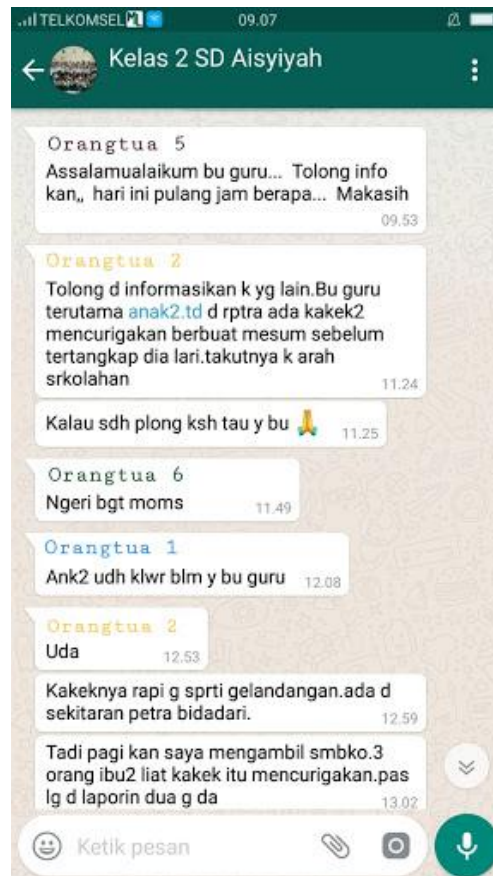 TELKOMSEL 09.07
Kelas 2 SD Aisyiyah
Orangtua 5
Assalamualaikum bu guru... Tolong info
kan,, hari ini pulang jam berapa... Makasih
09.53
Orangtua 2
Tolong d informasikan k yg lain.Bu guru
terutama anak2.td d rptra ada kakek2
mencurigakan berbuat mesum sebelum
tertangkap dia lari.takutnya k arah
srkolahan
11.24
Kalau sdh plong ksh tau y bu 🙏 11.25
Orangtua 6
Ngeri bgt moms 11.49
Orangtua 1
Ank2 udh klwr blm y bu guru 12.08
Orangtua 2
Uda 12.53
Kakeknya rapi g sprti gelandangan.ada d
sekitaran petra bidadari.
12.59
Tadi pagi kan saya mengambil smbko.3
orang ibu2 liat kakek itu mencurigakan.pas
lg d laporin dua g da
13.02
Ketik pesan